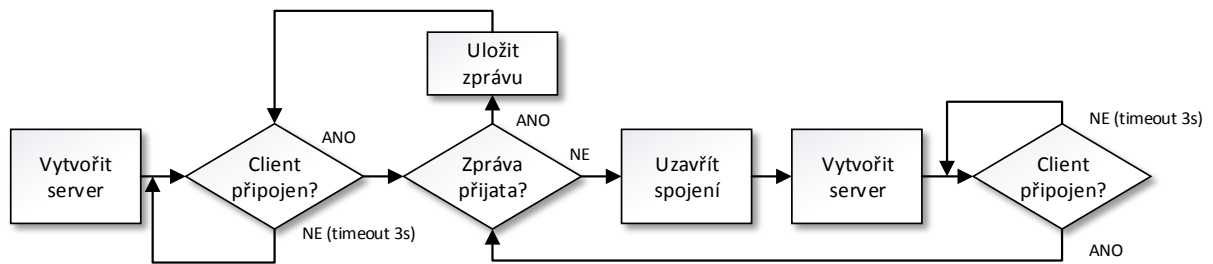 Uložit
zprávu
ANO
ANO
NE
NE (timeout 3s)
Vytvořit
server
Client
připojen?
Zpráva
přijata?
Uzavřít
spojení
Vytvořit
server
Client
připojen?
NE (timeout 3s)
ANO